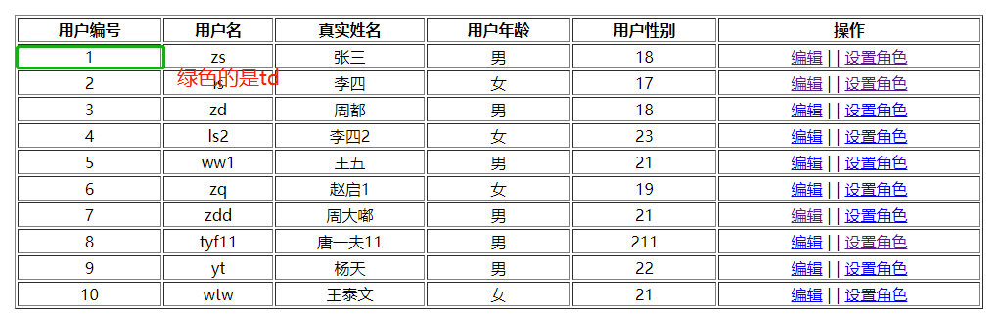 用户编号 用户名 真实姓名 用户年龄 用户性别 操作
1 zs 张三 男 18 编辑 | | 设置角色
绿色的是td
2 ls 李四 女 17 编辑 | | 设置角色
3 zd 周都 男 18 编辑 | | 设置角色
4 ls2 李四2 女 23 编辑 | | 设置角色
5 ww1 王五 男 21 编辑 | | 设置角色
6 zq 赵启1 女 19 编辑 | | 设置角色
7 zdd 周大嘟 男 21 编辑 | | 设置角色
8 tyf11 唐一夫11 男 211 编辑 | | 设置角色
9 yt 杨天 男 22 编辑 | | 设置角色
10 wtw 王泰文 女 21 编辑 | | 设置角色